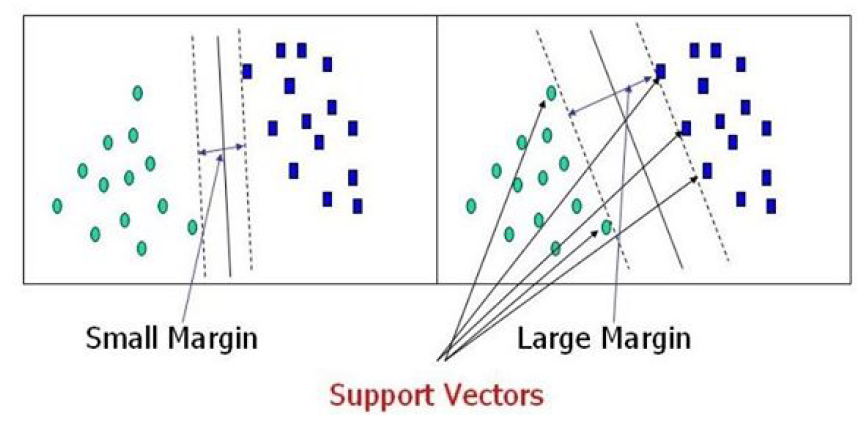 Small Margin
Large Margin
Support Vectors